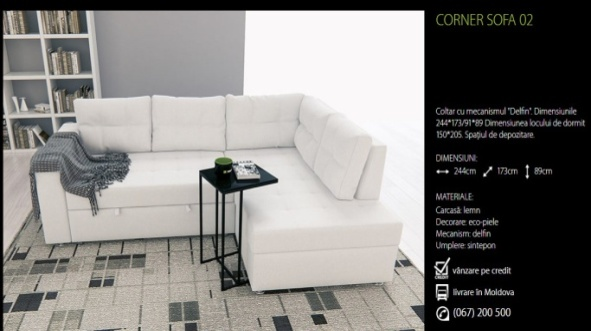 CORNER SOFA 02
Coltar cu mecanismul "Delfin". Dimensiunile
244*173/91*89 Dimensiunea locului de dormit
150*205. Spațiul de depozitare.
DIMENSIUNI:
244cm 173cm 89cm
MATERIALE:
Carcasă: lemn
Decorare: eco-piele
Mecanism: delfin
Umplere: sintepon
CREDIT vânzare pe credit
livrare în Moldova
(067) 200 500